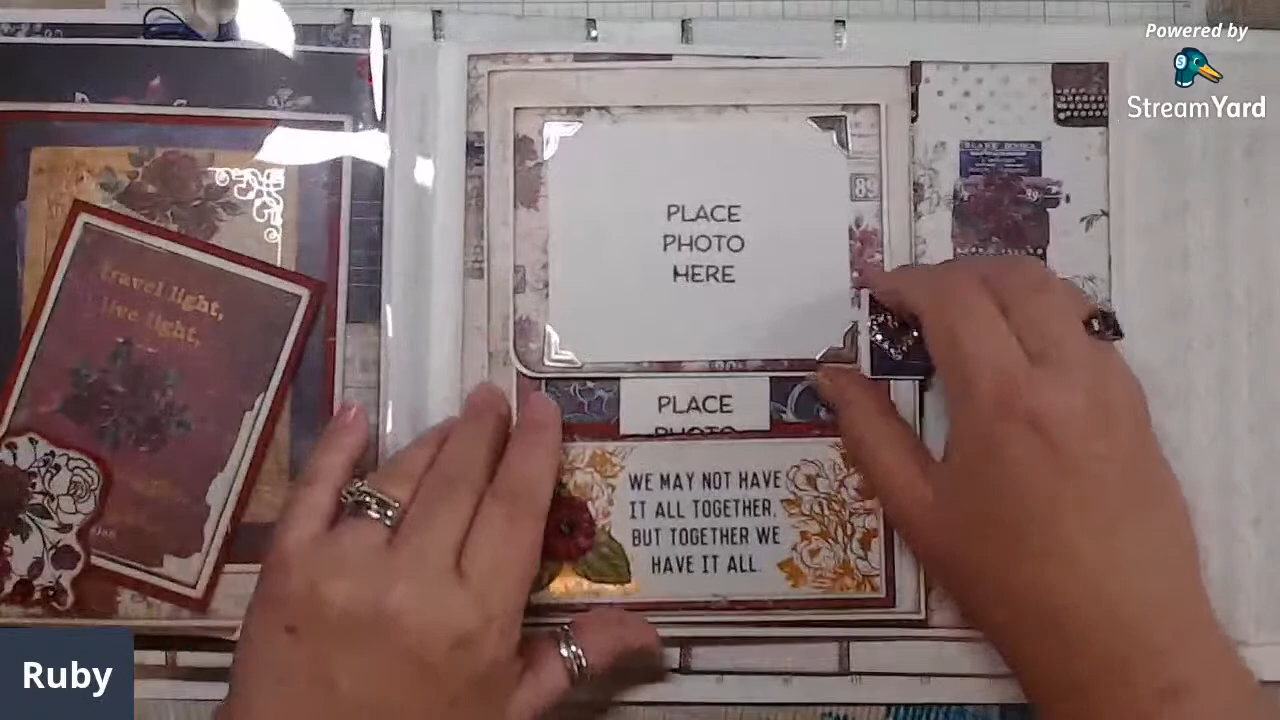 Powered by
StreamYard
travel light,
live light,
PLACE
PHOTO
HERE
89
PLACE
PHOTO
WE MAY NOT HAVE
IT ALL TOGETHER,
BUT TOGETHER WE
HAVE IT ALL.
Ruby